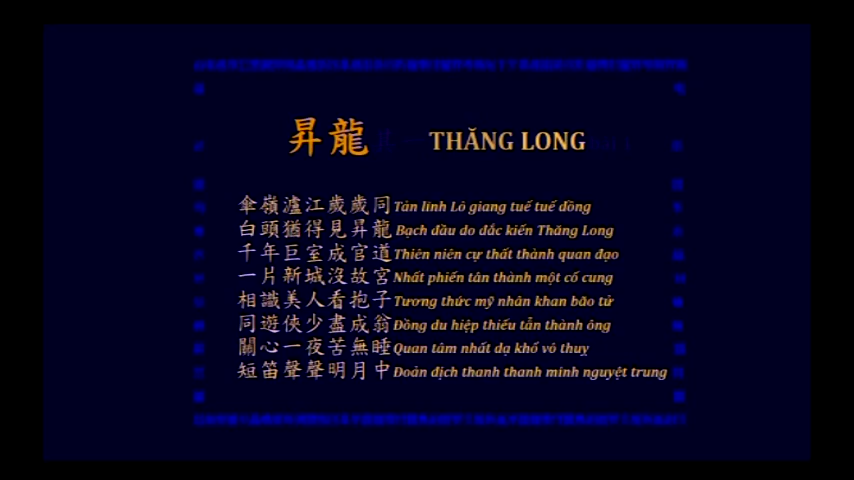 昇龍 THĂNG LONG
傘嶺瀘江歲歲同 Tản lĩnh Lô giang tuế tuế đồng
白頭猶得見昇龍 Bạch đầu do đắc kiến Thăng Long
千年巨室成官道 Thiên niên cự thất thành quan đạo
一片新城沒故宮 Nhất phiến tân thành một cố cung
相識美人看抱子 Tương thức mỹ nhân khan bão tử
同遊俠少盡成翁 Đồng du hiệp thiếu tẫn thành ông
關心一夜苦無睡 Quan tâm nhất dạ khổ vô thuỵ
短笛聲聲明月中 Đoản địch thanh thanh minh nguyệt trung